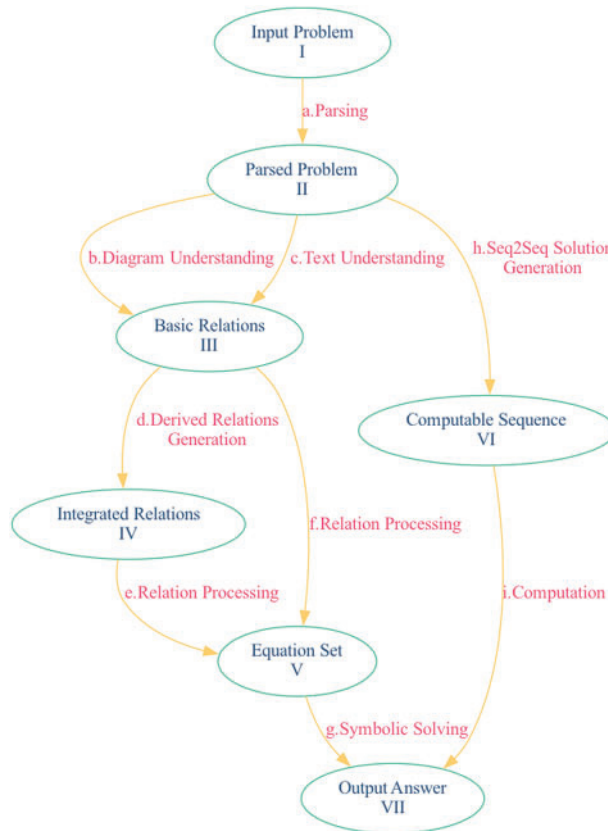 Input Problem
I
a.Parsing
Parsed Problem
II
b.Diagram Understanding
c.Text Understanding
h.Seq2Seq Solution
Generation
Basic Relations
III
d.Derived Relations
Generation
Computable Sequence
VI
Integrated Relations
IV
f.Relation Processing
e.Relation Processing
i.Computation
Equation Set
V
g.Symbolic Solving
Output Answer
VII